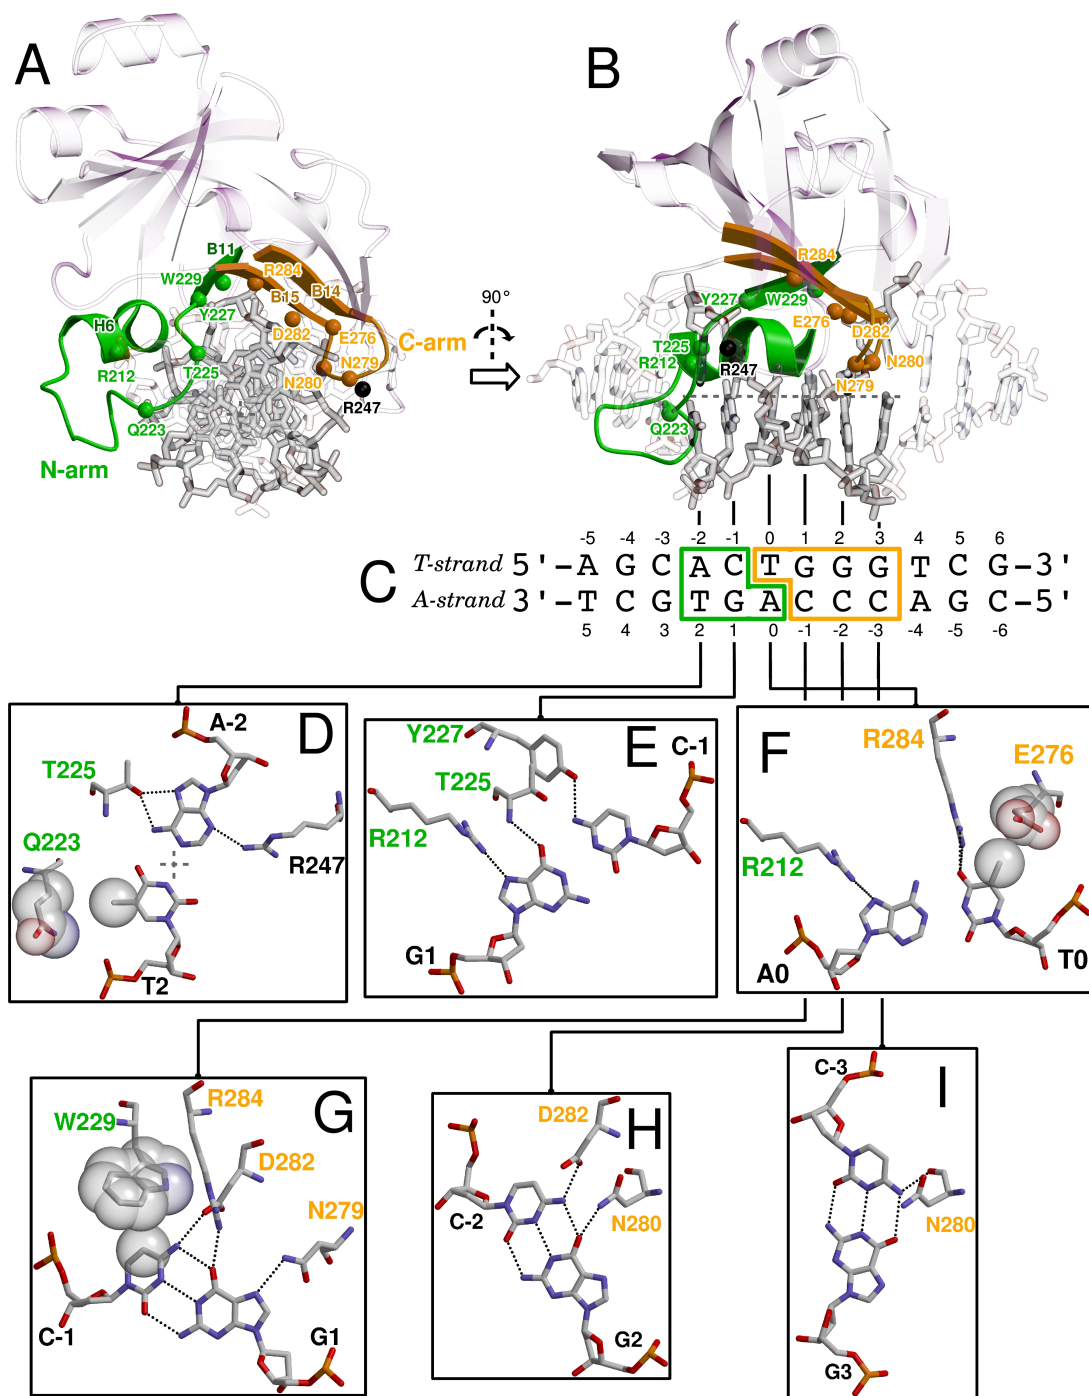 A
B
B11
W229
R284
B15
B14
Y227
H6
D282
E276
C-arm
R212
T225
N279
N280
R247
Q223
N-arm
90°
R284
Y227
W229
E276
D282
T225
R212
R247
N280
N279
Q223
C
-5 -4 -3 -2 -1 0 1 2 3 4 5 6
T-strand 5'-A G C A C T G G G T C G-3'
A-strand 3'-T C G T G A C C C A G C-5'
5 4 3 2 1 0 -1 -2 -3 -4 -5 -6
D
A-2
T225
Q223
R247
T2
E
Y227
C-1
T225
R212
G1
F
R284
E276
R212
A0
T0
G
R284
W229
D282
N279
C-1
G1
H
D282
C-2
N280
G2
I
C-3
N280
G3